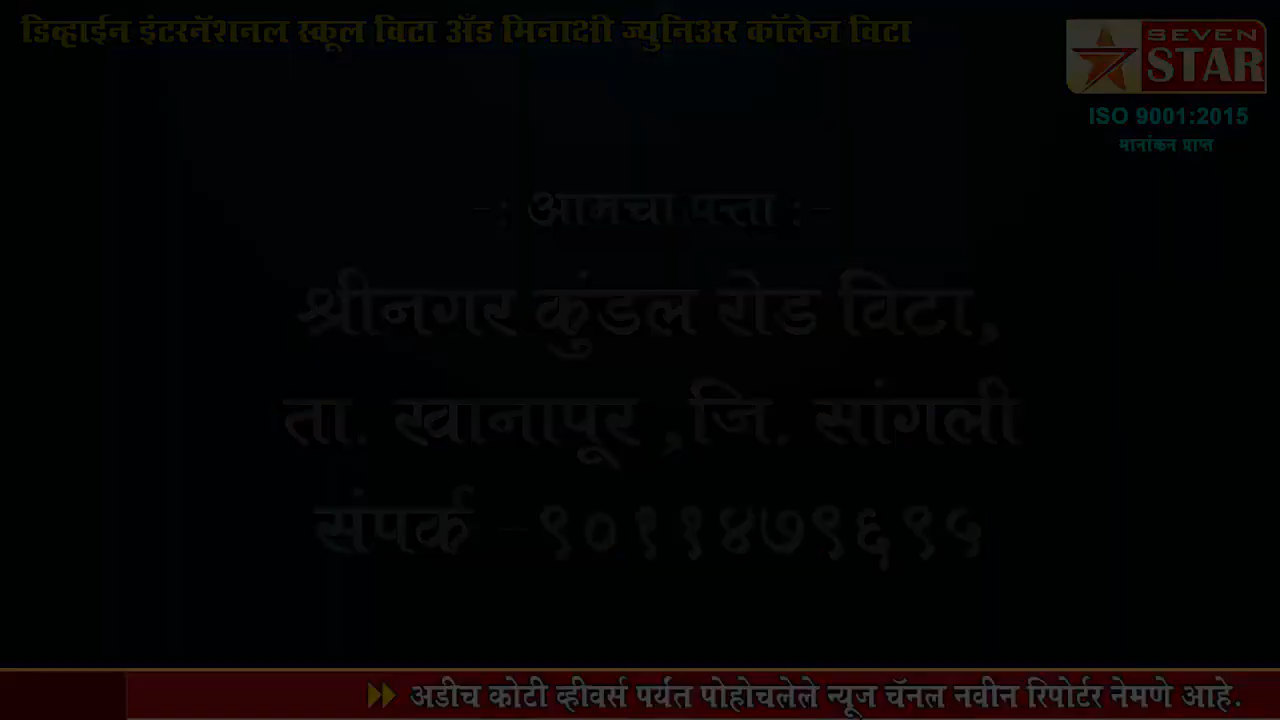 डिव्हाईन इंटरनॅशनल स्कूल विटा अँड मिनाक्षी ज्युनिअर कॉलेज विटा
SEVEN
STAR
ISO 9001:2015
मानांकन प्राप्त
-: आमचा पत्ता :-
श्रीनगर कुंडल रोड विटा,
ता. खानापूर ,जि. सांगली
संपर्क -९०११४७९६९५
अडीच कोटी व्हीवर्स पर्यंत पोहोचलेले न्यूज चॅनल नवीन रिपोर्टर नेमणे आहे.